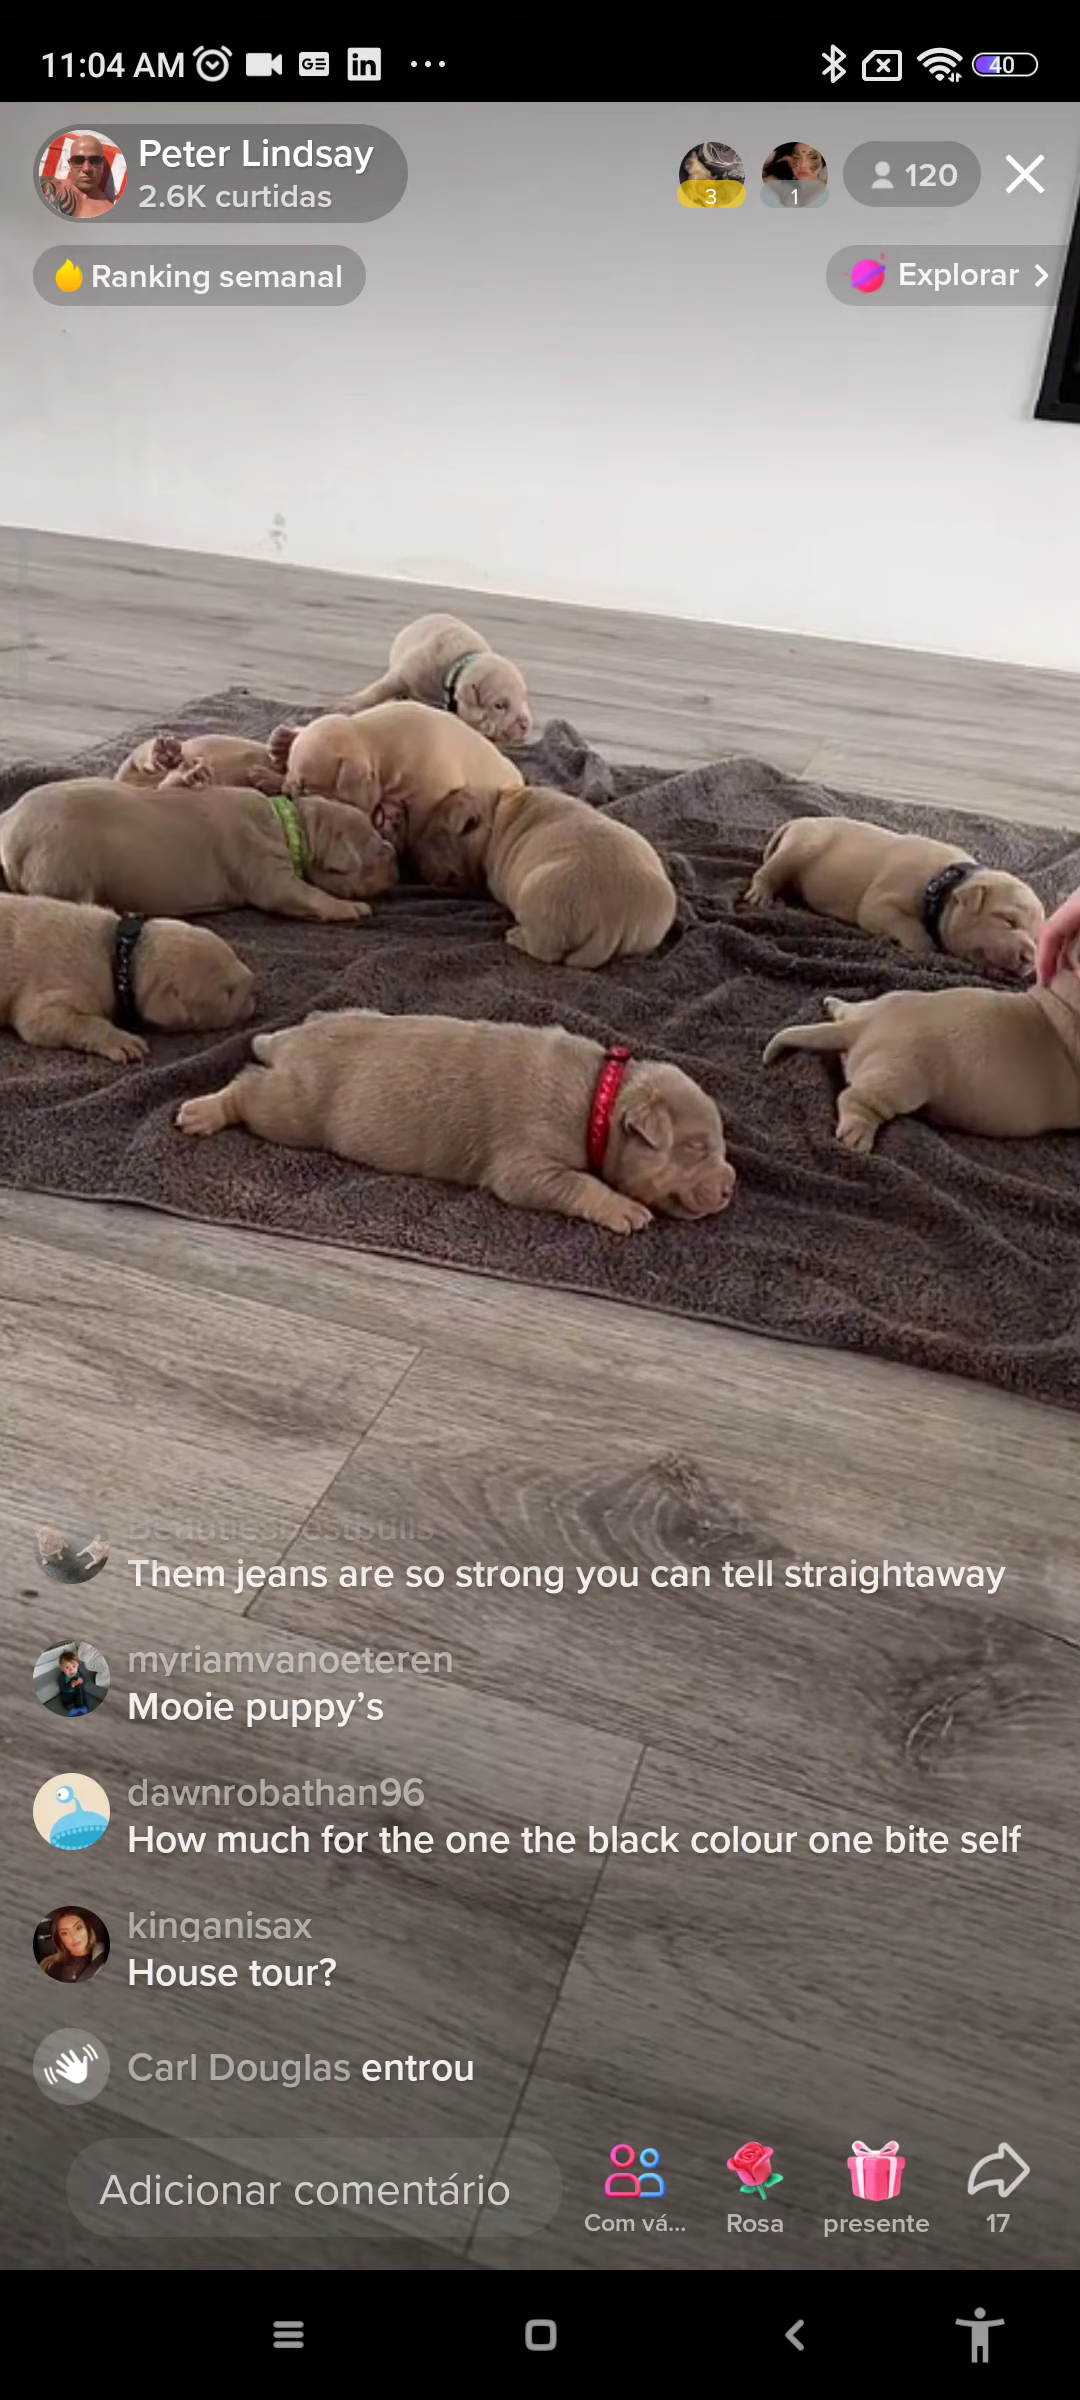 11:04 AM
40
Peter Lindsay
2.6K curtidas
3
1
120
Ranking semanal
Explorar
Beautiesbestbulls
Them jeans are so strong you can tell straightaway
myriamvanoeteren
Mooie puppy's
dawnrobathan96
How much for the one the black colour one bite self
kinganisax
House tour?
Carl Douglas entrou
Adicionar comentário
Com vá...
Rosa
presente
17